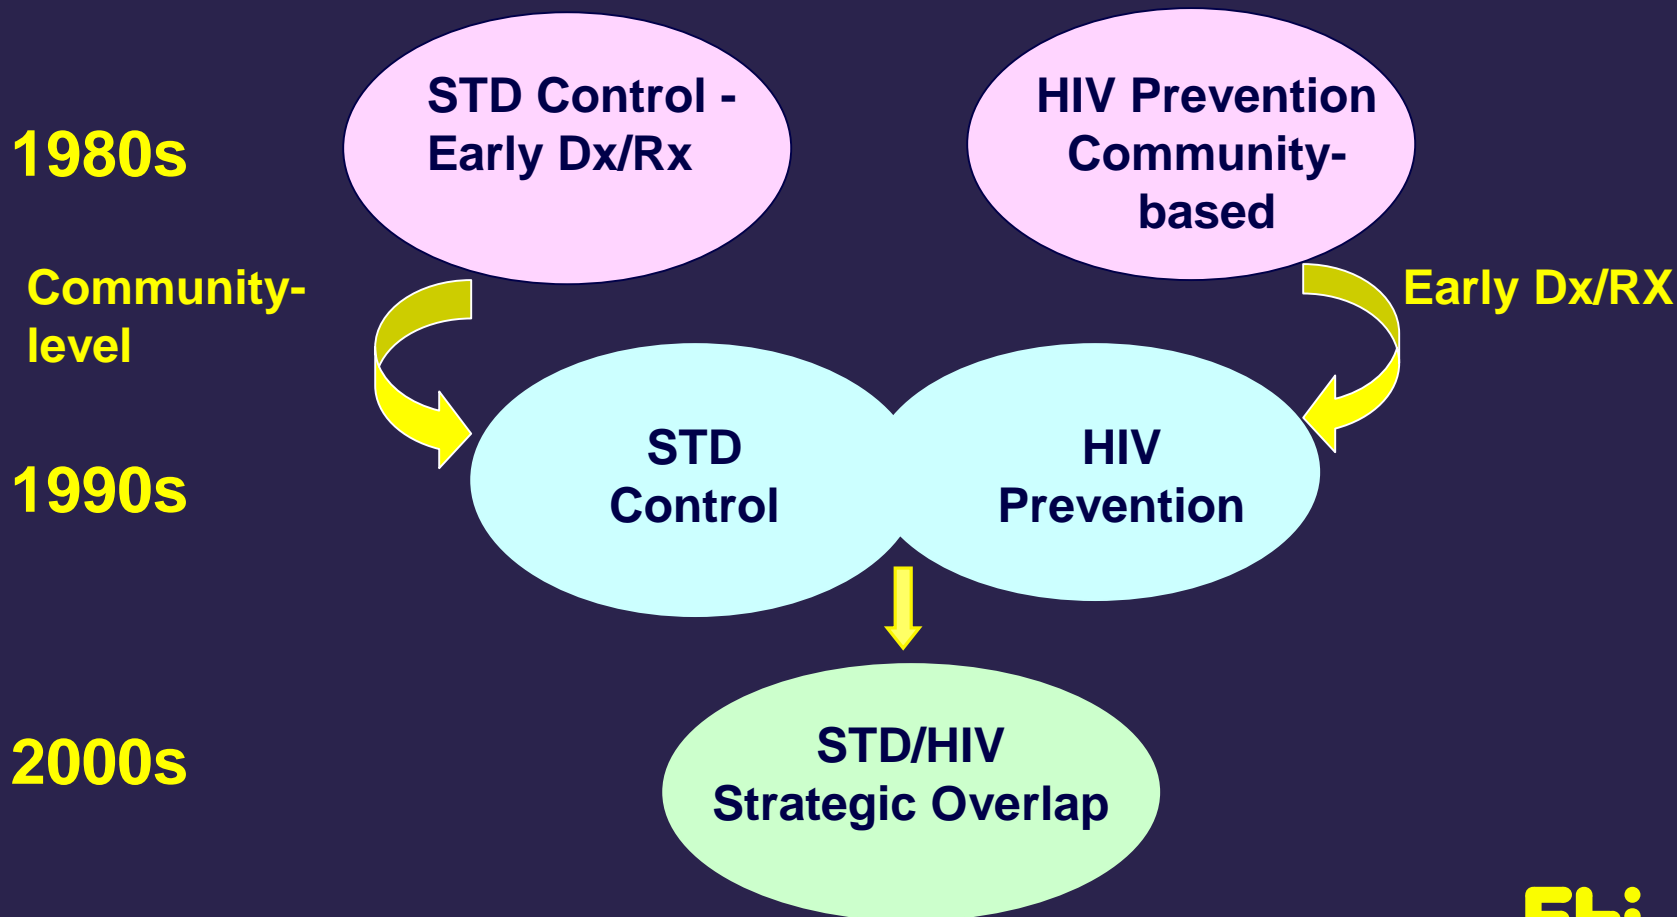 STD Control -
Early Dx/Rx
HIV Prevention
Community-
based
1980s
Community-
level
Early Dx/RX
STD
Control
HIV
Prevention
1990s
STD/HIV
Strategic Overlap
2000s